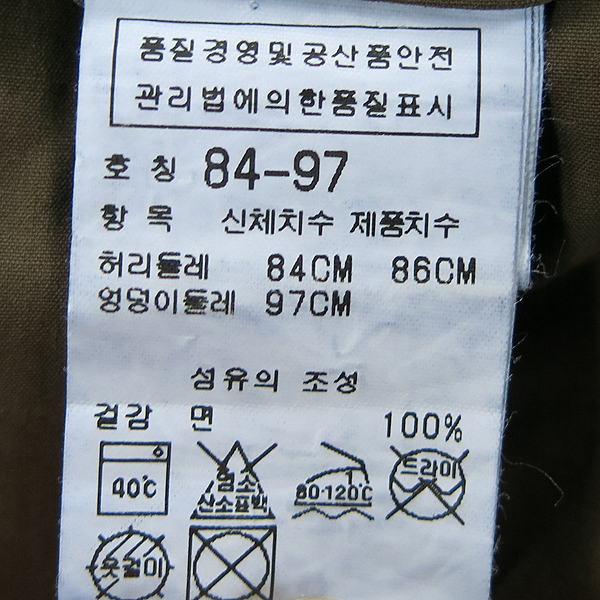 품질경영및공산품안전
관리법에의한품질표시
호 칭 84-97
항 목 신체치수 제품치수
허리둘레 84CM 86CM
엉덩이둘레 97CM
섬유의 조성
겉감 면 100%
40℃ 염소 산소표백 80-120℃ 드라이
옷걸이